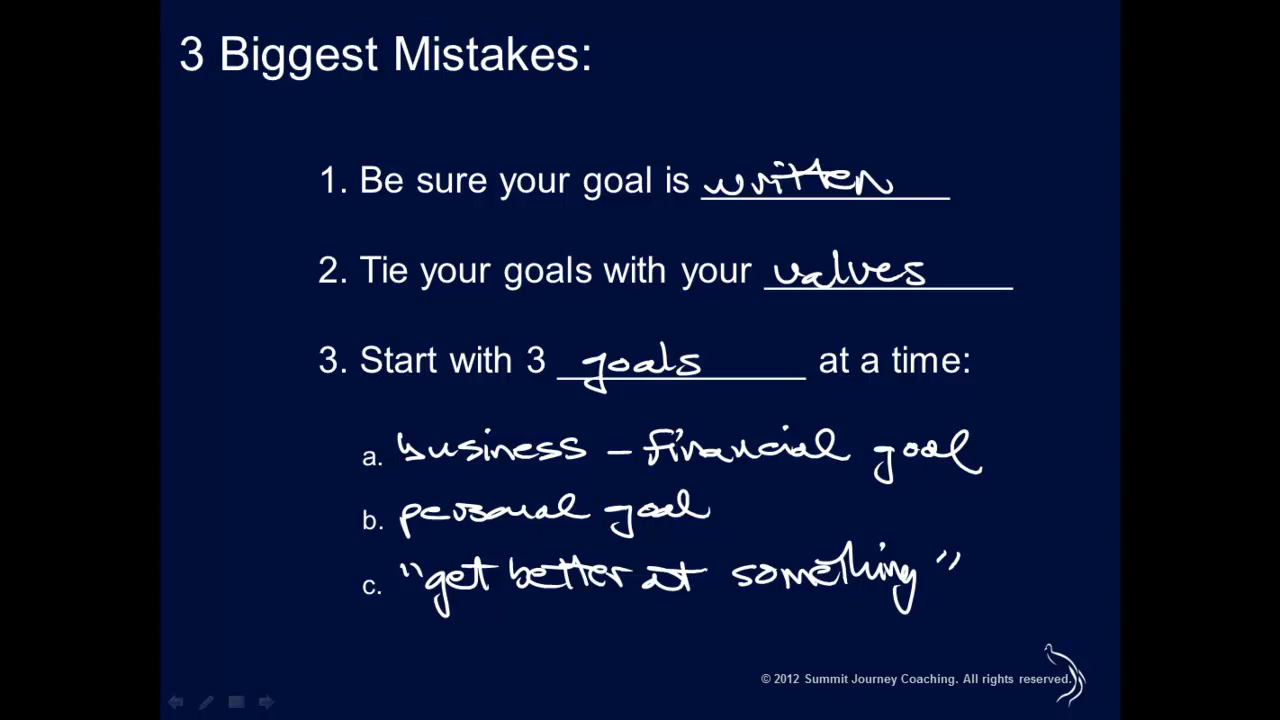 3 Biggest Mistakes:
1. Be sure your goal is written
2. Tie your goals with your values
3. Start with 3 goals at a time:
a. business – financial goal
b. personal goal
c. "get better at something"
© 2012 Summit Journey Coaching. All rights reserved.